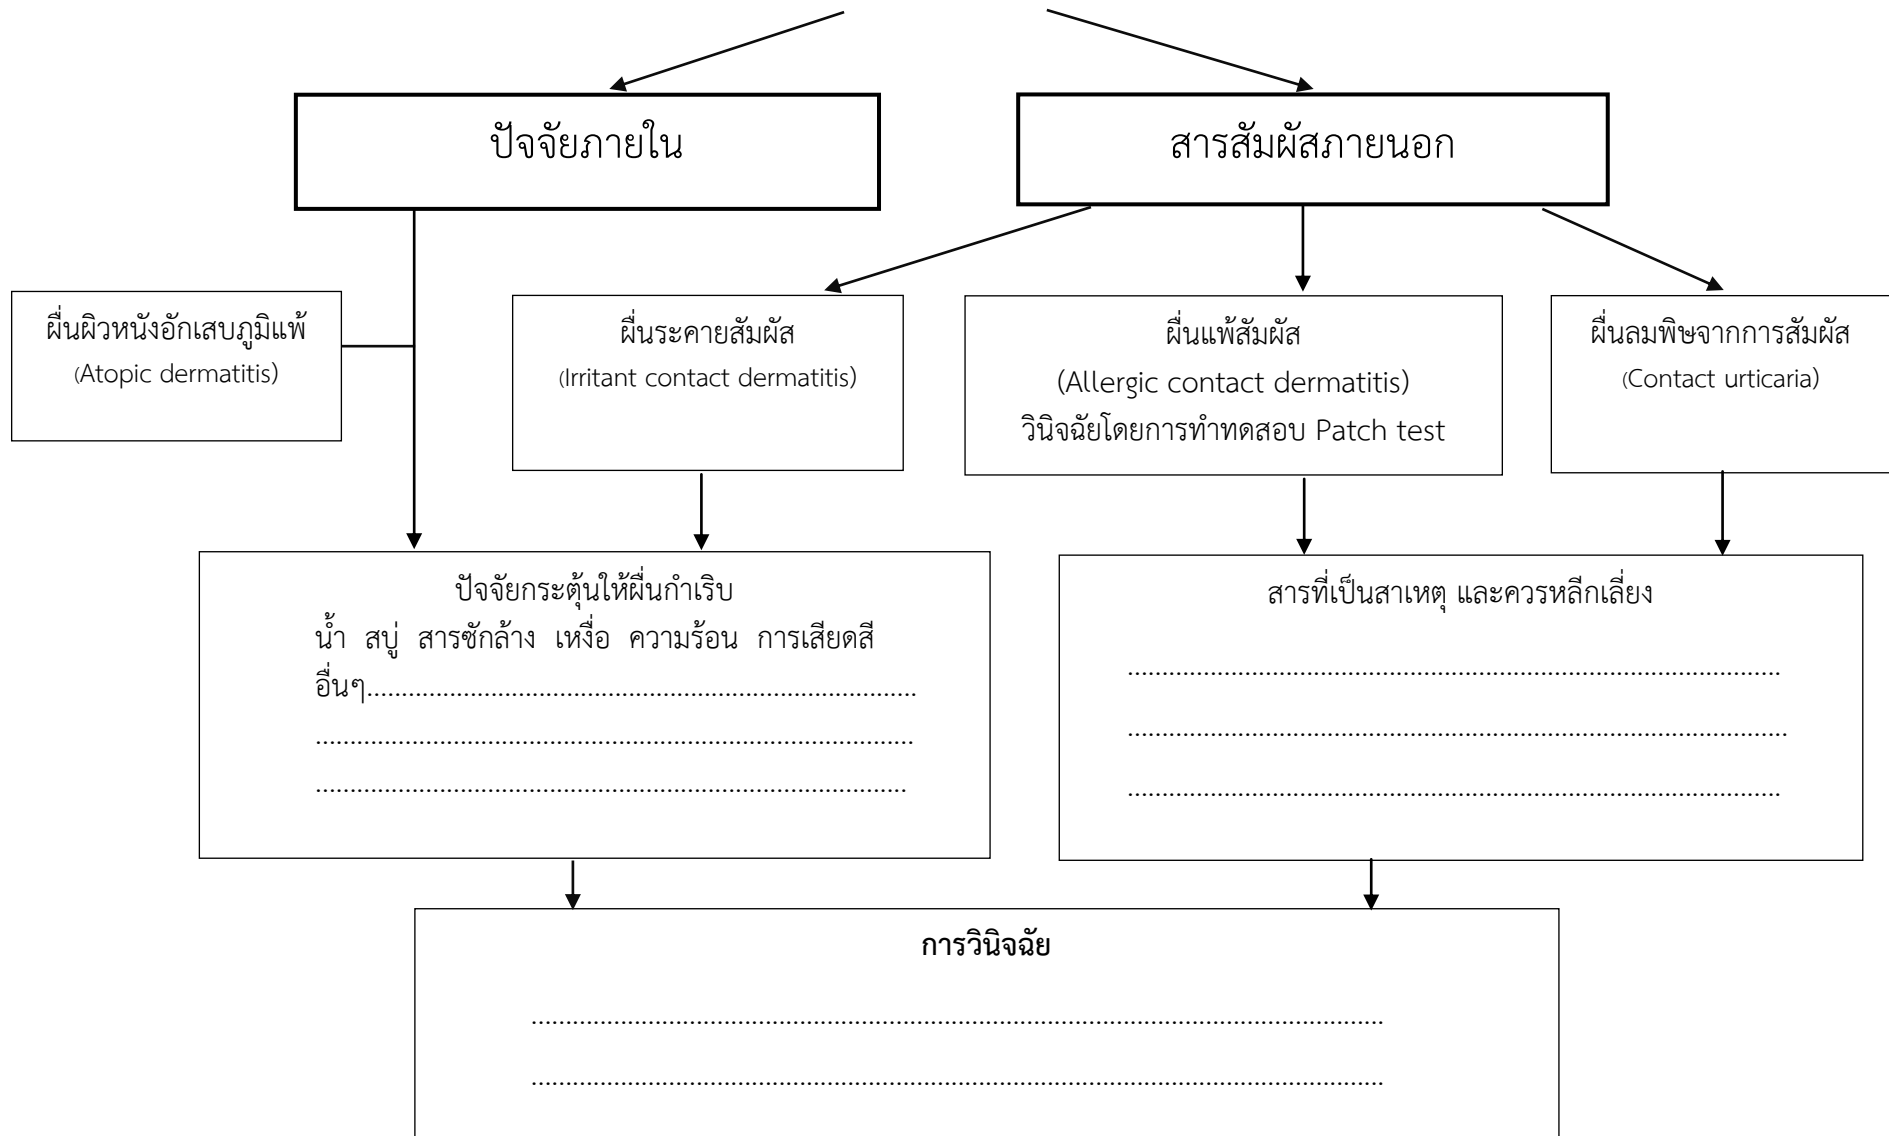 ปัจจัยภายใน
สารสัมผัสภายนอก
ผื่นผิวหนังอักเสบภูมิแพ้
(Atopic dermatitis)
ผื่นระคายสัมผัส
(Irritant contact dermatitis)
ผื่นแพ้สัมผัส
(Allergic contact dermatitis)
วินิจฉัยโดยการทำทดสอบ Patch test
ผื่นลมพิษจากการสัมผัส
(Contact urticaria)
ปัจจัยกระตุ้นให้ผื่นกำเริบ
น้ำ สบู่ สารซักล้าง เหงื่อ ความร้อน การเสียดสี
อื่นๆ................................................................................
.......................................................................................
......................................................................................
สารที่เป็นสาเหตุ และควรหลีกเลี่ยง
...............................................................................................
................................................................................................
...............................................................................................
การวินิจฉัย
............................................................................................................................
............................................................................................................................